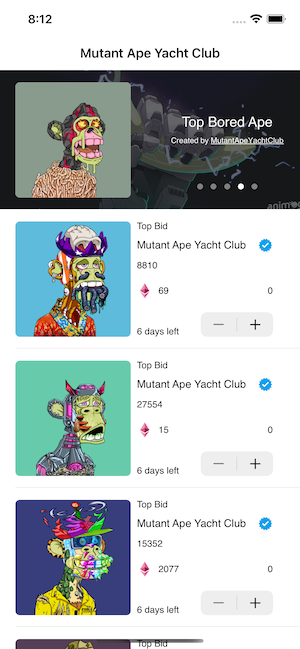 8:12
Mutant Ape Yacht Club
Top Bored Ape
Created by MutantApeYachtClub
animoca
Top Bid
Mutant Ape Yacht Club
8810
69 0
6 days left
Top Bid
Mutant Ape Yacht Club
27554
15 0
6 days left
Top Bid
Mutant Ape Yacht Club
15352
2077 0
6 days left
Top Bid